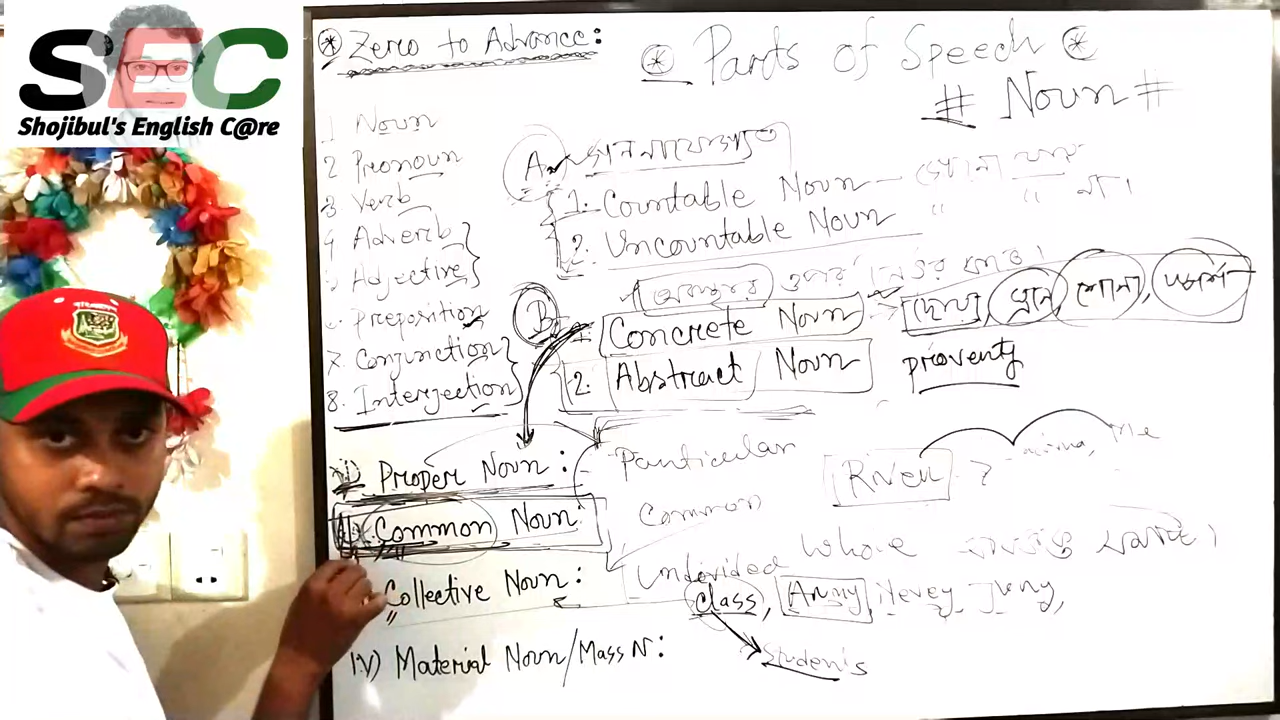 SEC
Shojibul's English C@re
Zero to Advance:
Parts of Speech
# Noun #
1 Noun
2 Pronoun
3 Verb
4 Adverb
5 Adjective
6 Preposition
7. Conjunction
8. Interjection
A
1. Countable Noun -
2. Uncountable Noun " " না।
B
1. Concrete Noun
দেখা, ঘ্রান, শোনা, স্পর্শ
2. Abstract Noun
proventy
i) Proper Noun :
Particular
River ?
Common Noun
Common
Collective Noun :
Undivided Whole
Class, Army, Nevey Jury,
Students
IV) Material Noun/Mass N: